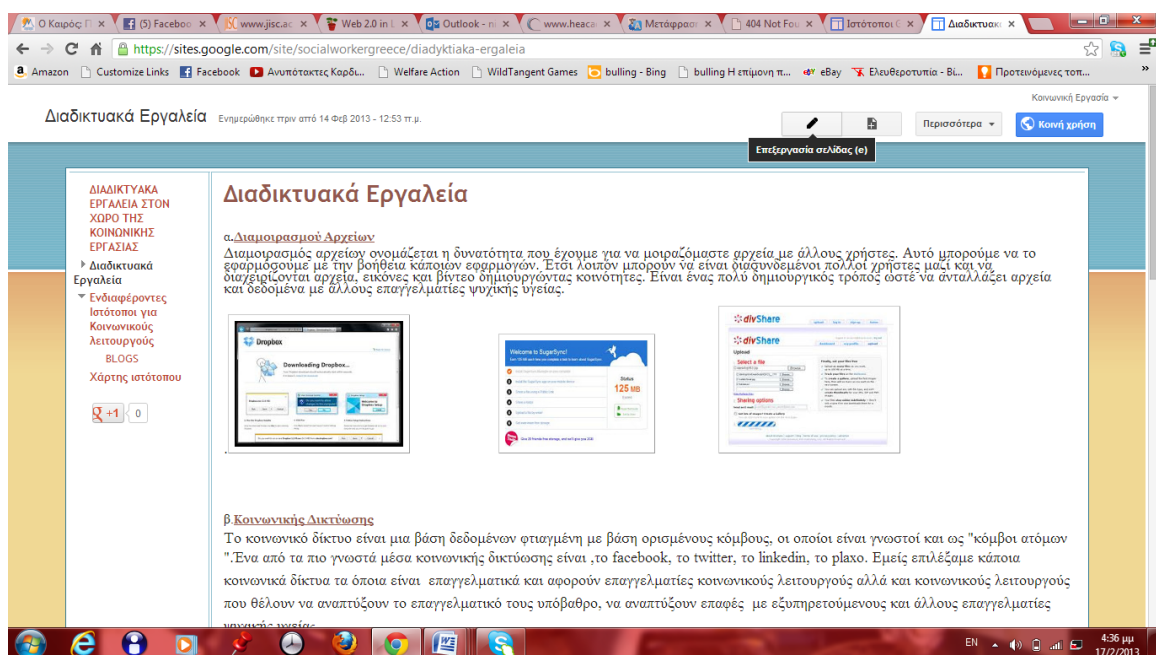 Ο Καιρός: Π
(5) Faceboo
www.jisc.ac
Web 2.0 in
Outlook - ni
www.heaca
Μετάφρασ
404 Not Fou
Ιστότοποι G
Διαδικτυακ
https://sites.google.com/site/socialworkergreece/diadyktiaka-ergaleia
Amazon
Customize Links
Facebook
Ανυπότακτες Καρδι...
Welfare Action
WildTangent Games
bulling - Bing
bulling Η επίμονη π...
eBay
Ελευθεροτυπία - Βι...
Προτεινόμενες τοπ...
»
Κοινωνική Εργασία
Διαδικτυακά Εργαλεία Ενημερώθηκε πριν από 14 Φεβ 2013 - 12:53 π.μ.
Περισσότερα
Κοινή χρήση
Επεξεργασία σελίδας (e)
ΔΙΑΔΙΚΤΥΑΚΑ
ΕΡΓΑΛΕΙΑ ΣΤΟΝ
ΧΩΡΟ ΤΗΣ
ΚΟΙΝΩΝΙΚΗΣ
ΕΡΓΑΣΙΑΣ
Διαδικτυακά
Εργαλεία
Ενδιαφέροντες
Ιστότοποι για
Κοινωνικούς
λειτουργούς
BLOGS
Χάρτης ιστότοπου
+1 0
Διαδικτυακά Εργαλεία
α.Διαμοιρασμού Αρχείων
Διαμοιρασμός αρχείων ονομάζεται η δυνατότητα που έχουμε για να μοιραζόμαστε αρχεία με άλλους χρήστες. Αυτό μπορούμε να το
εφαρμόσουμε με την βοήθεια κάποιων εφαρμογών. Έτσι λοιπόν μπορούν να είναι διασυνδεμένοι πολλοί χρήστες μαζί και να
διαχειρίζονται αρχεία, εικόνες και βίντεο δημιουργώντας κοινότητες. Είναι ένας πολύ δημιουργικός τρόπος ώστε να ανταλλάξει αρχεία
και δεδομένα με άλλους επαγγελματίες ψυχικής υγείας.
Dropbox
Downloading Dropbox...
Welcome to SugarSync!
Status
125 MB
divShare
divShare
Upload
Select a file
Sharing options
β.Κοινωνικής Δικτύωσης
Το κοινωνικό δίκτυο είναι μια βάση δεδομένων φτιαγμένη με βάση ορισμένους κόμβους, οι οποίοι είναι γνωστοί και ως "κόμβοι ατόμων
".Ένα από τα πιο γνωστά μέσα κοινωνικής δικτύωσης είναι ,το facebook, το twitter, το linkedin, το plaxo. Εμείς επιλέξαμε κάποια
κοινωνικά δίκτυα τα όποια είναι επαγγελματικά και αφορούν επαγγελματίες κοινωνικούς λειτουργούς αλλά και κοινωνικούς λειτουργούς
που θέλουν να αναπτύξουν το επαγγελματικό τους υπόβαθρο, να αναπτύξουν επαφές με εξυπηρετούμενους και άλλους επαγγελματίες
ψυχικής υγείας
EN
4:36 μμ
17/2/2013